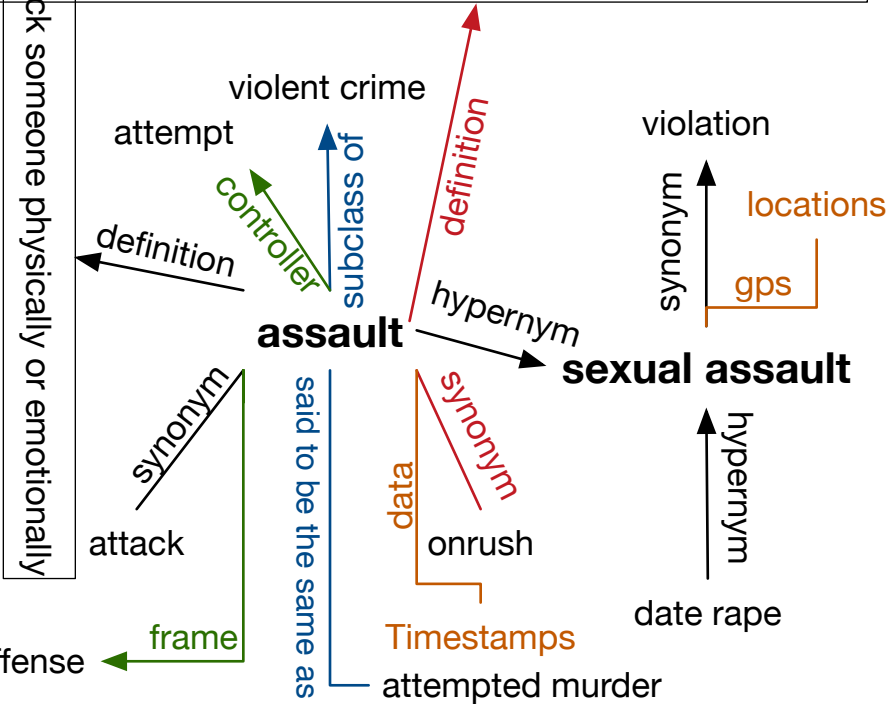 someone physically or emotionally
violent crime
attempt
controller
subclass of
definition
definition
violation
synonym
locations
gps
hypernym
assault
sexual assault
synonym
said to be the same as
data
synonym
hypernym
attack
onrush
date rape
frame
Timestamps
attempted murder